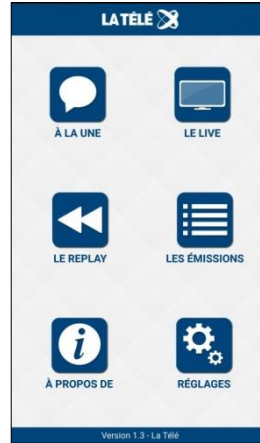 LA TÉLÉ
À LA UNE
LE LIVE
LE REPLAY
LES ÉMISSIONS
À PROPOS DE
RÉGLAGES
Version 1.3 - La Télé